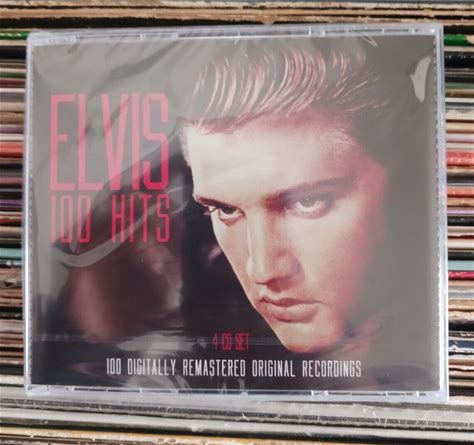 ELVIS
100 HITS
4 CD SET
100 DIGITALLY REMASTERED ORIGINAL RECORDINGS